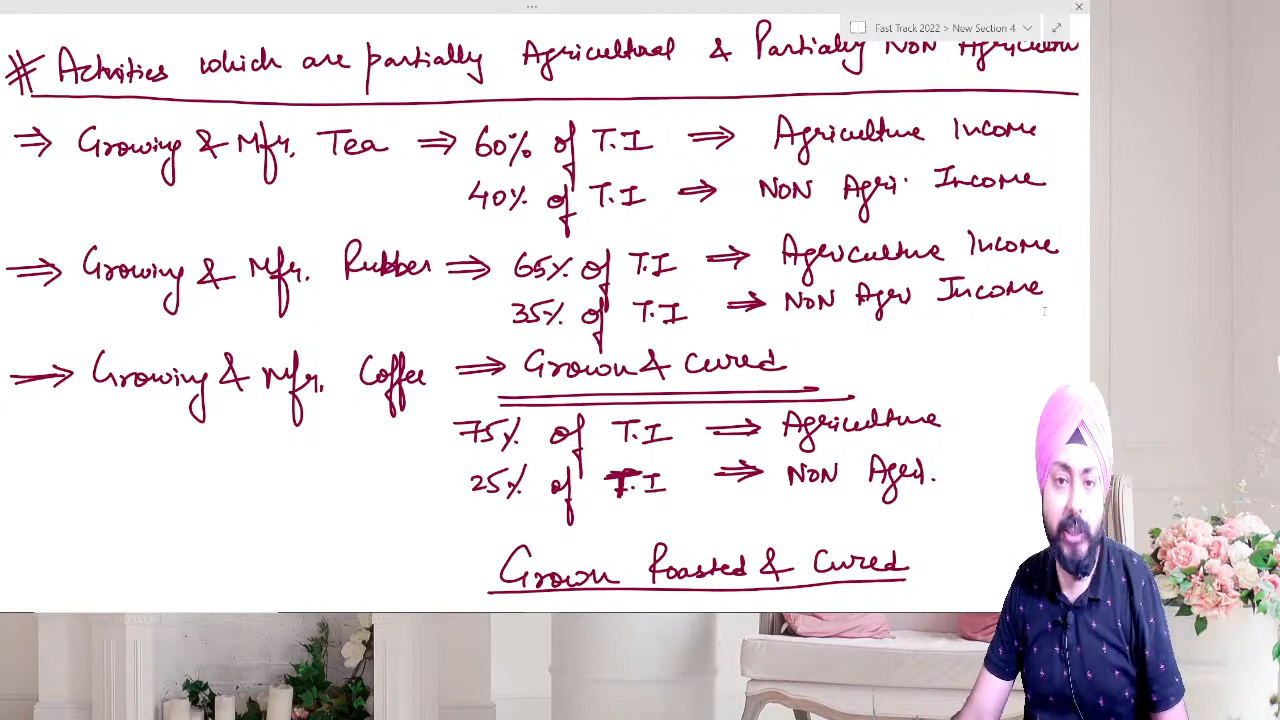 Fast Track 2022 > New Section 4
# Activities which are partially Agricultural & Partially Non Agricultur
⇒ Growing & Mfr. Tea ⇒ 60% of T.I ⇒ Agriculture Income
40% of T.I ⇒ NON Agri. Income
⇒ Growing & Mfr. Rubber ⇒ 65% of T.I ⇒ Agriculture Income
35% of T.I ⇒ NON Agri Income
⇒ Growing & Mfr. Coffee ⇒ Grown & Cured
75% of T.I ⇒ Agriculture
25% of T.I ⇒ NON Agri.
Grown Roasted & Cured